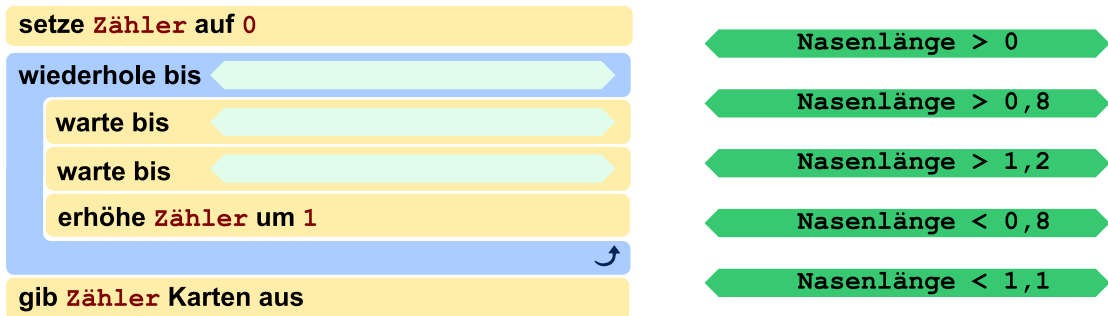 setze Zähler auf 0
wiederhole bis
warte bis
warte bis
erhöhe Zähler um 1
gib Zähler Karten aus
Nasenlänge > 0
Nasenlänge > 0,8
Nasenlänge > 1,2
Nasenlänge < 0,8
Nasenlänge < 1,1